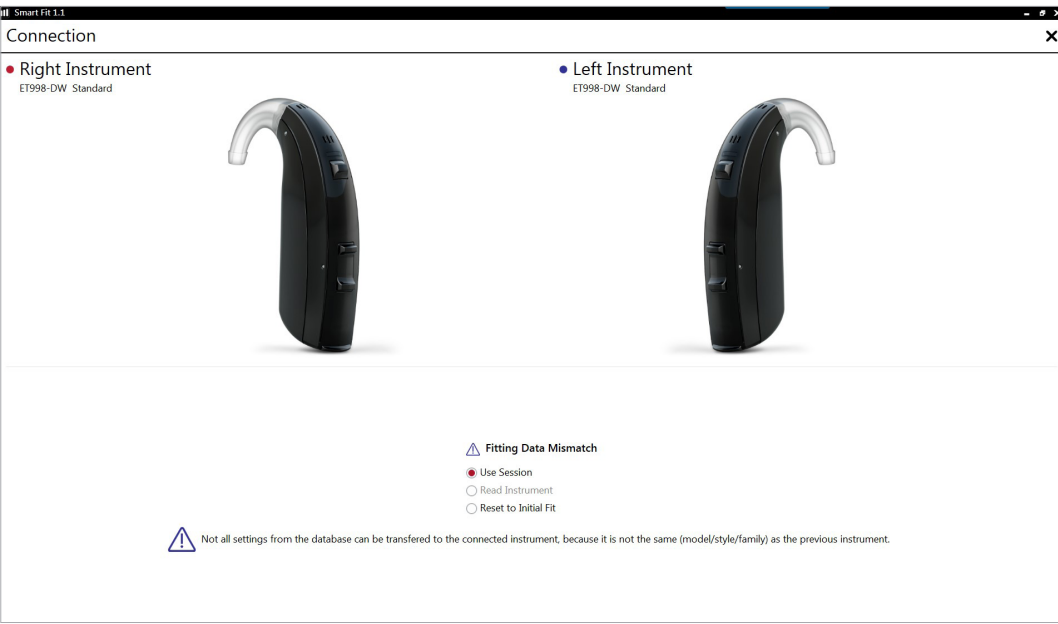 Smart Fit 1.1
Connection
Right Instrument
ET998-DW Standard
Left Instrument
ET998-DW Standard
Fitting Data Mismatch
Use Session
Read Instrument
Reset to Initial Fit
Not all settings from the database can be transfered to the connected instrument, because it is not the same (model/style/family) as the previous instrument.